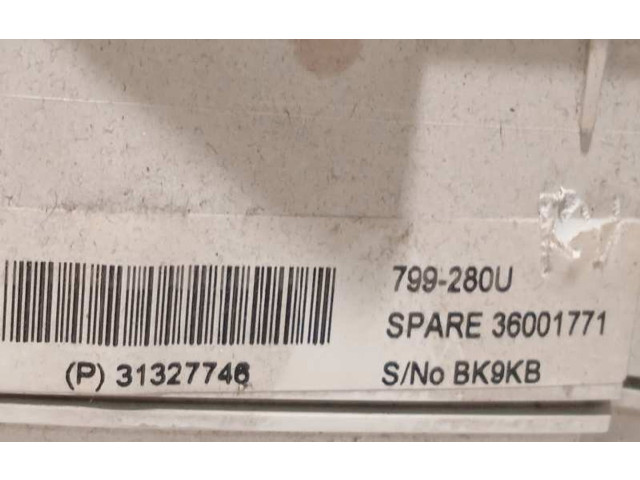 799-280U
SPARE 36001771
(P) 31327746
S/No BK9KB